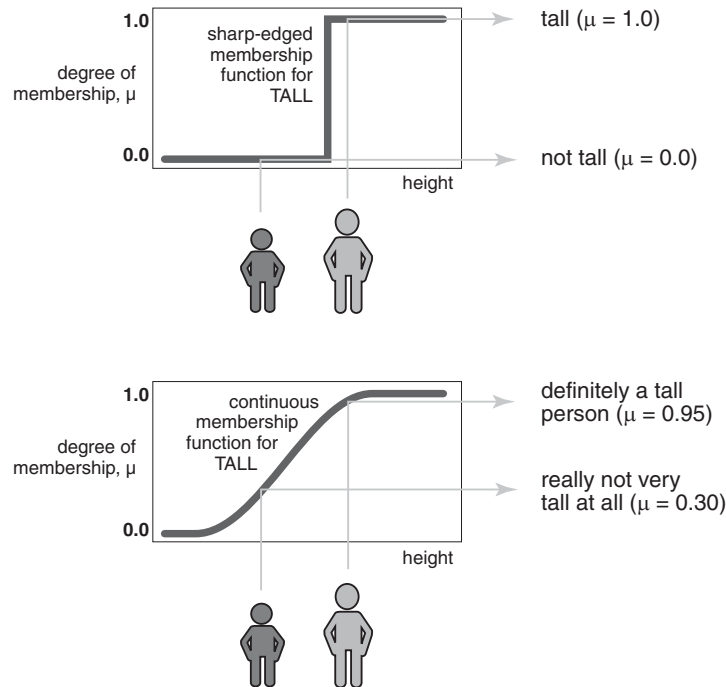 1.0
sharp-edged
membership
function for
TALL
degree of
membership, μ
0.0
height
tall (μ = 1.0)
not tall (μ = 0.0)
1.0
continuous
membership
function for
TALL
degree of
membership, μ
0.0
height
definitely a tall
person (μ = 0.95)
really not very
tall at all (μ = 0.30)